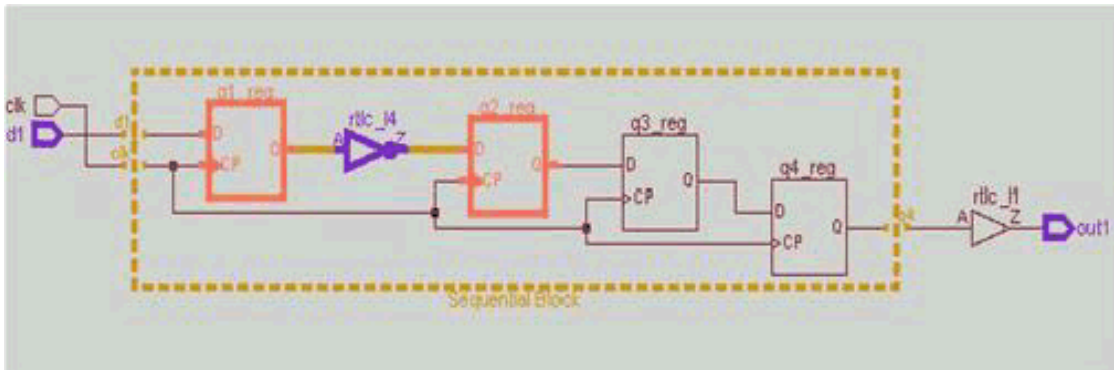 clk
d1
d1
clk
q1_reg
D
Q
CP
rtlc_I4
A
Z
q2_reg
D
Q
CP
q3_reg
D
Q
CP
q4_reg
D
Q
CP
q4
rtlc_I1
A
Z
out1
Sequential Block